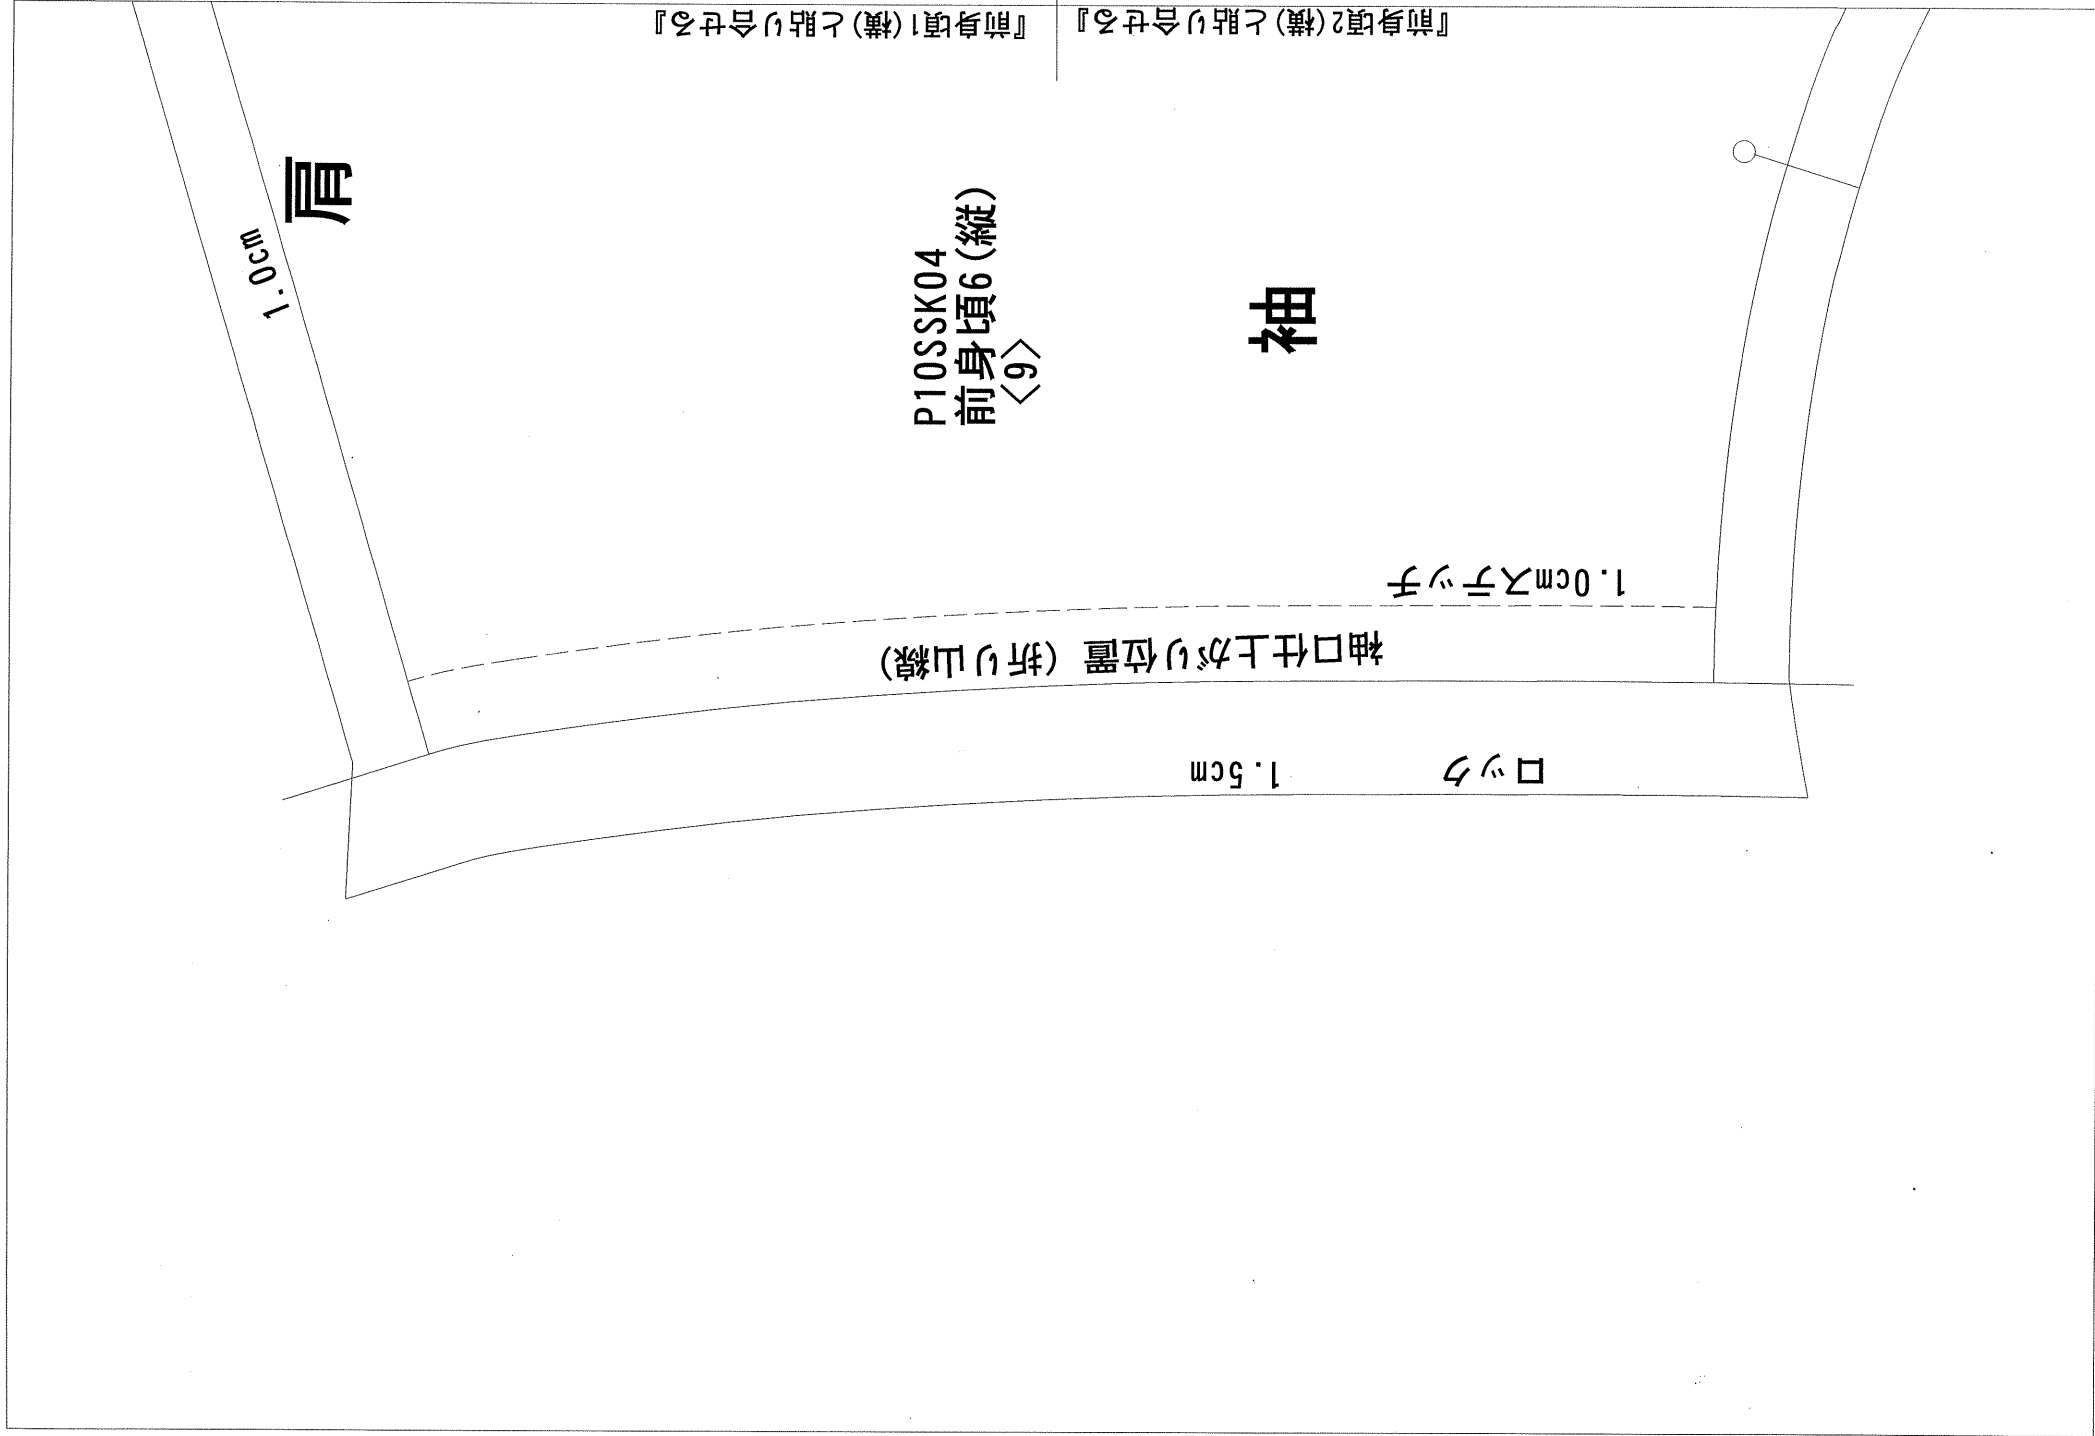 『前身頃1(横)と貼り合せる』
『前身頃2(横)と貼り合せる』
肩
1.0cm
P10SSK04
前身頃6(縦)
<9>
袖
1.0cmステッチ
袖口仕上がり位置 (折り山線)
1.5cm
ロック